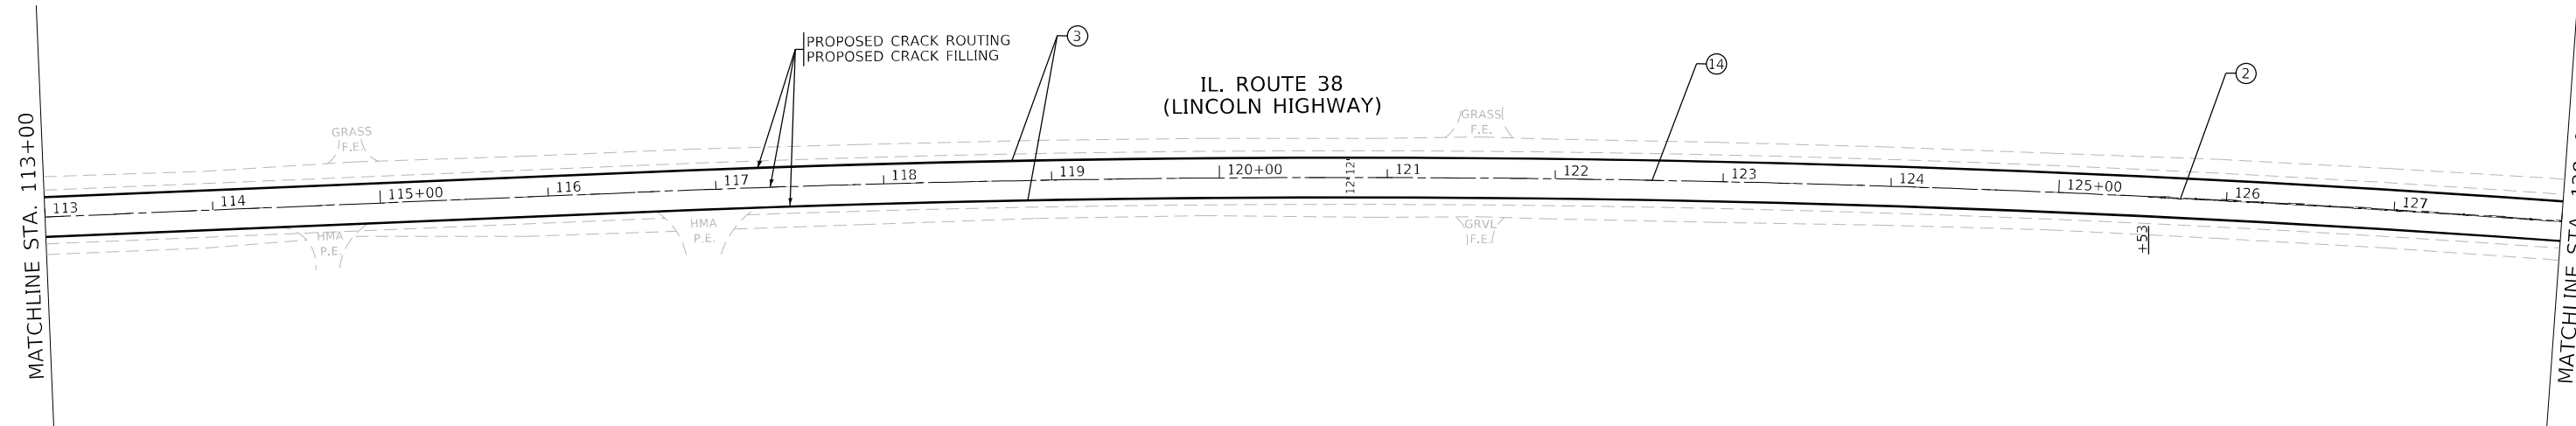 PROPOSED CRACK ROUTING
PROPOSED CRACK FILLING
3
14
2
IL. ROUTE 38
(LINCOLN HIGHWAY)
MATCHLINE STA. 113+00
GRASS
F.E.
GRASS
F.E.
113
114
115+00
116
117
118
119
120+00
12'
12'
121
122
123
124
125+00
126
127
HMA
P.E.
HMA
P.E.
GRVL
F.E.
+53
MATCHLINE STA.